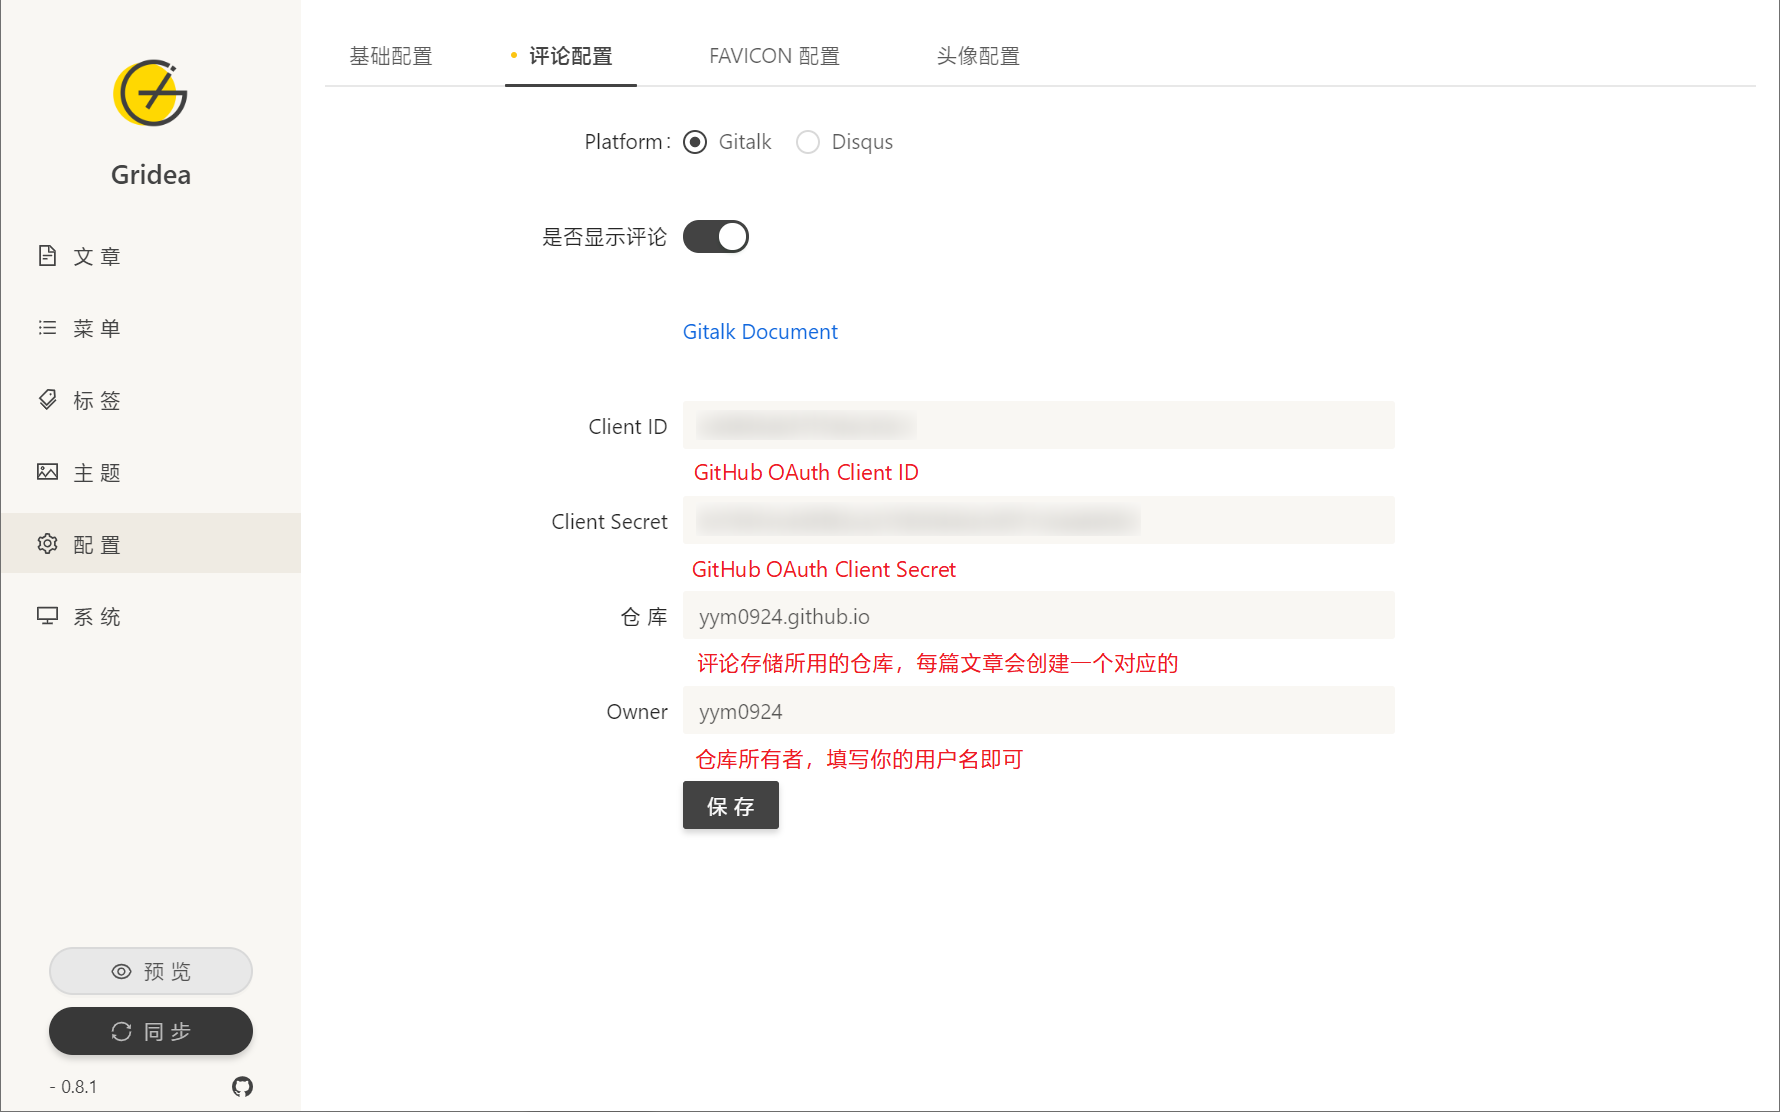 Gridea
文 章
菜 单
标 签
主 题
配 置
系 统
预 览
同 步
- 0.8.1
基础配置 评论配置 FAVICON 配置 头像配置
Platform: Gitalk Disqus
是否显示评论
Gitalk Document
Client ID
GitHub OAuth Client ID
Client Secret
GitHub OAuth Client Secret
仓 库 yym0924.github.io
评论存储所用的仓库，每篇文章会创建一个对应的
Owner yym0924
仓库所有者，填写你的用户名即可
保 存